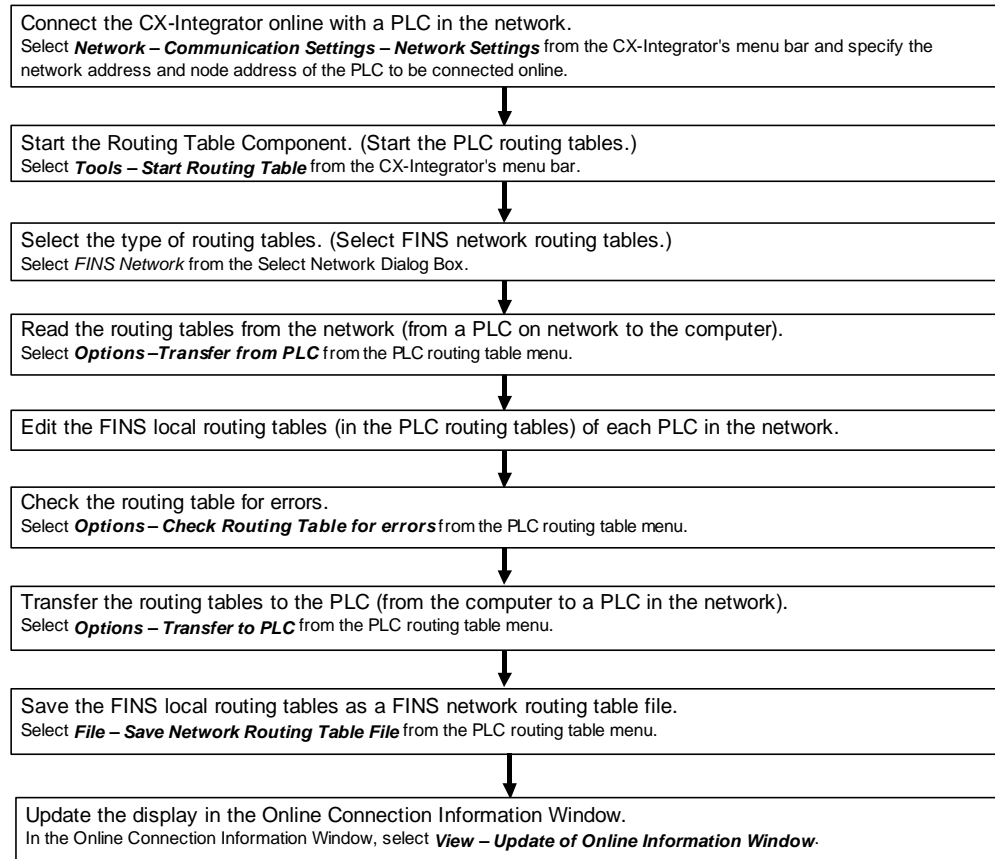 Connect the CX-Integrator online with a PLC in the network.
Select Network – Communication Settings – Network Settings from the CX-Integrator's menu bar and specify the
network address and node address of the PLC to be connected online.
Start the Routing Table Component. (Start the PLC routing tables.)
Select Tools – Start Routing Table from the CX-Integrator's menu bar.
Select the type of routing tables. (Select FINS network routing tables.)
Select FINS Network from the Select Network Dialog Box.
Read the routing tables from the network (from a PLC on network to the computer).
Select Options –Transfer from PLC from the PLC routing table menu.
Edit the FINS local routing tables (in the PLC routing tables) of each PLC in the network.
Check the routing table for errors.
Select Options – Check Routing Table for errors from the PLC routing table menu.
Transfer the routing tables to the PLC (from the computer to a PLC in the network).
Select Options – Transfer to PLC from the PLC routing table menu.
Save the FINS local routing tables as a FINS network routing table file.
Select File – Save Network Routing Table File from the PLC routing table menu.
Update the display in the Online Connection Information Window.
In the Online Connection Information Window, select View – Update of Online Information Window.